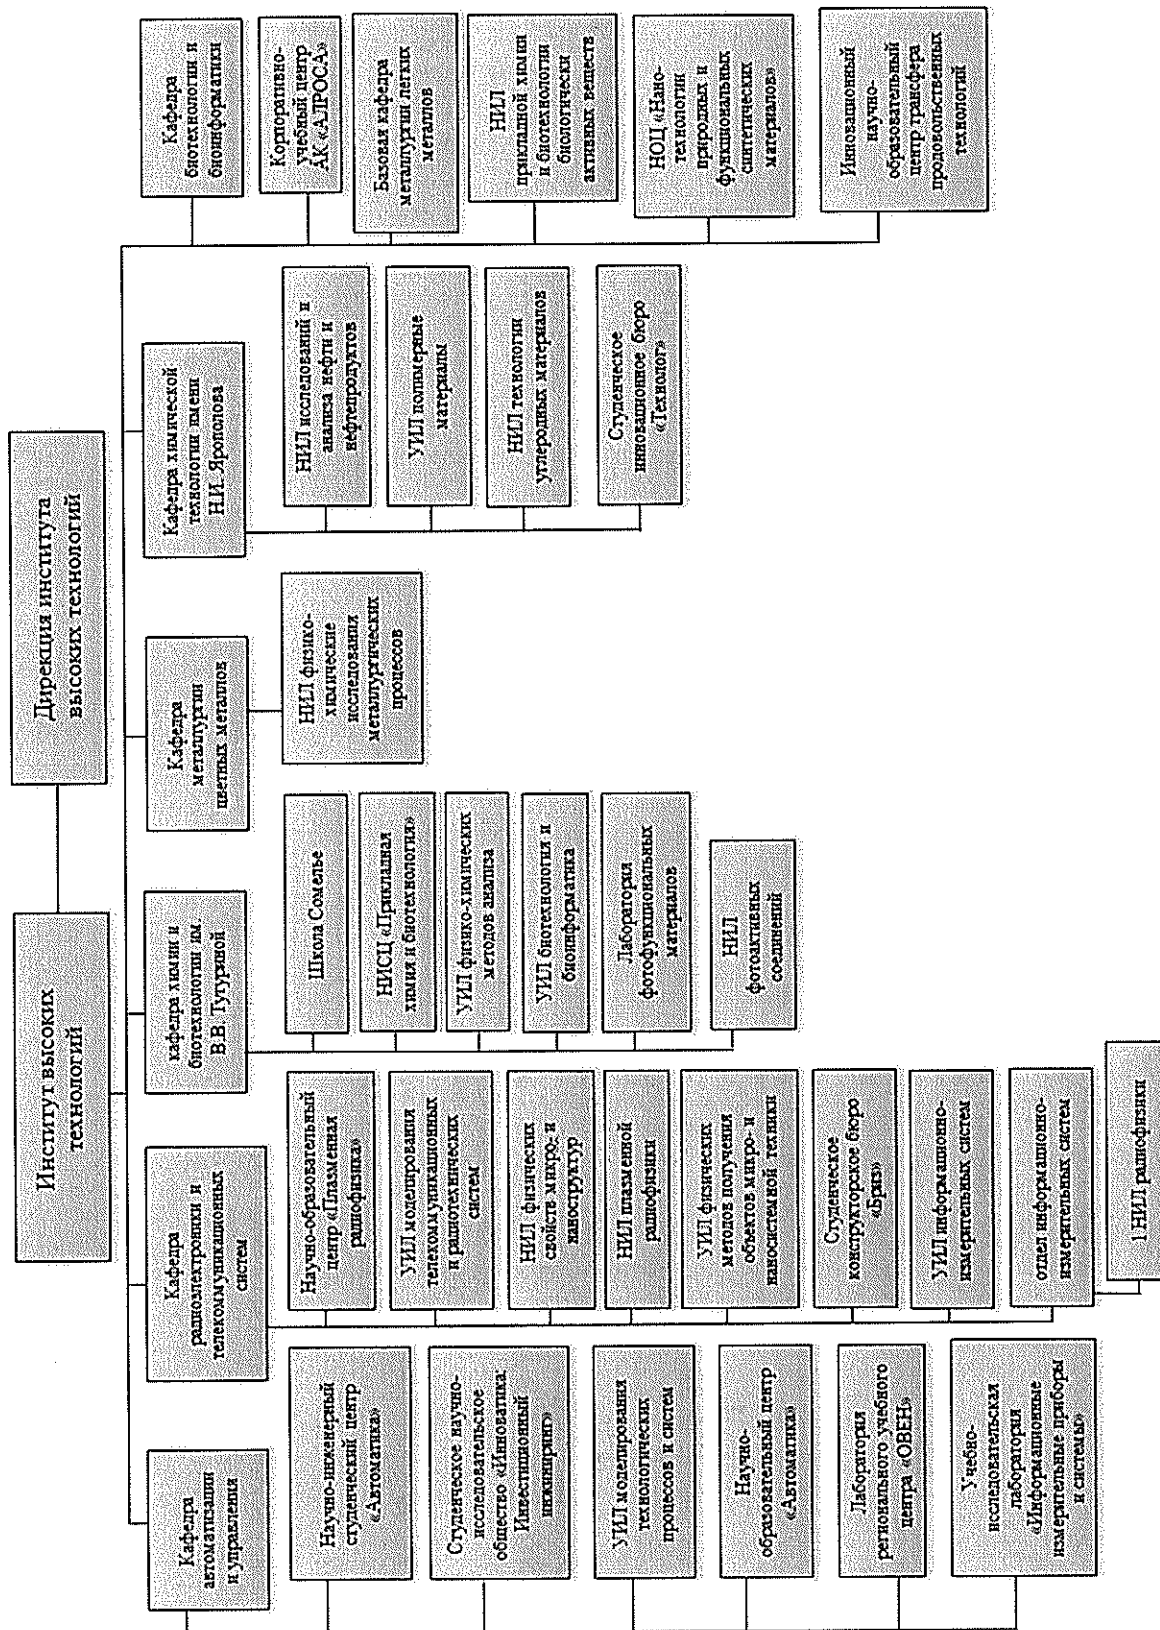 Институт высоких
технологий
Дирекция института
высоких технологий
Кафедра
автоматизации
и управления
Научно-инженерный
студенческий центр
«Автоматика»
Студенческое научно-
исследовательское
общество «Инноватика:
Инвестиционный
инжиниринг»
УИЛ моделирования
технологических
процессов и систем
Научно-
образовательный центр
«Автоматика»
Лаборатория
регионального учебного
центра «ОВЕН»
Учебно-
исследовательская
лаборатория
«Информационные
измерительные приборы
и системы»
Кафедра
радиоэлектроники и
телекоммуникационных
систем
Научно-образовательный
центр «Плазменная
радиофизика»
УИЛ моделирования
телекоммуникационных
и радиотехнических
систем
НИЛ физических
свойств микро- и
наноструктур
НИЛ плазменной
радиофизики
УИЛ физических
методов получения
объектов микро- и
наносистемной техники
Студенческое
конструкторское бюро
«Бриз»
УИЛ информационно-
измерительных систем
отдел информационно-
измерительных систем
1 НИЛ радиофизики
кафедра химии и
биотехнологии им.
В.В. Тутуриной
Школа Сомелье
НИСЦ «Прикладная
химия и биотехнология»
УИЛ физико-химических
методов анализа
УИЛ биотехнология и
биоинформатика
Лаборатория
фотофункциональных
материалов
НИЛ
фотоактивных
соединений
Кафедра
металлургии
цветных металлов
НИЛ физико-
химические
исследования
металлургических
процессов
Кафедра химической
технологии имени
Н.И. Ярополова
НИЛ исследований и
анализа нефти и
нефтепродуктов
УИЛ полимерные
материалы
НИЛ технологии
углеродных материалов
Студенческое
инновационное бюро
«Технолог»
Кафедра
биотехнологии и
биоинформатики
Корпоративно-
учебный центр
АК «АЛРОСА»
Базовая кафедра
металлургии легких
металлов
НИЛ
прикладной химии
и биотехнологии
биологически
активных веществ
НОЦ «Нано-
технологии
природных и
функциональных
синтетических
материалов»
Инновационный
научно-
образовательный
центр трансфера
продовольственных
технологий